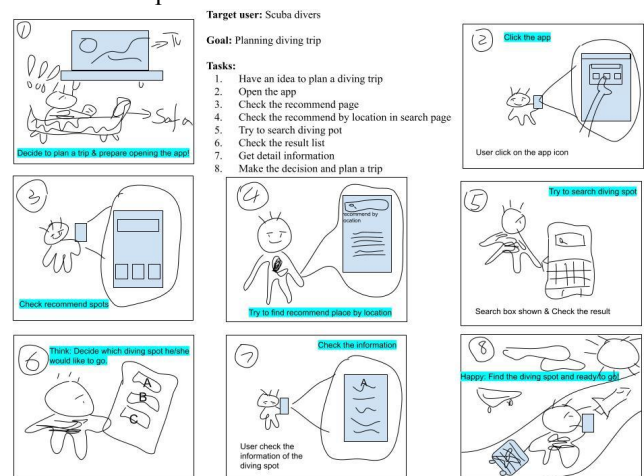 Target user: Scuba divers
Goal: Planning diving trip
Tasks:
1. Have an idea to plan a diving trip
2. Open the app
3. Check the recommend page
4. Check the recommend by location in search page
5. Try to search diving pot
6. Check the result list
7. Get detail information
8. Make the decision and plan a trip
1
TV
Sofa
Decide to plan a trip & prepare opening the app!
2
Click the app
User click on the app icon
3
Check recommend spots
4
recommend by
ocation
Try to find recommend place by location
5
Try to search diving spot
Search box shown & Check the result
6
Think: Decide which diving spot he/she
would like to go.
A
B
C
7
Check the information
A
User check the
information of the
diving spot
8
Happy: Find the diving spot and ready to go!